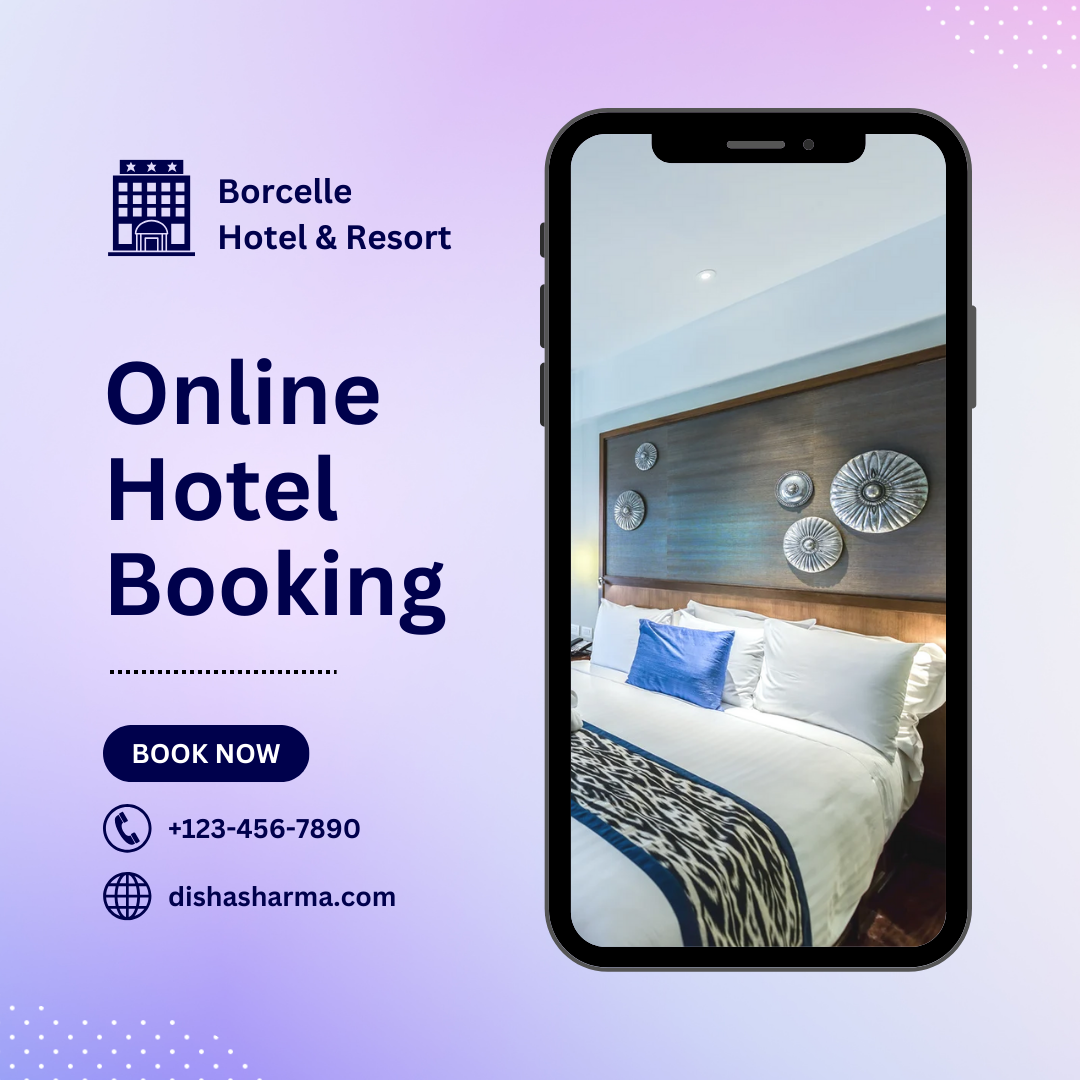 Borcelle
Hotel & Resort
Online
Hotel
Booking
BOOK NOW
+123-456-7890
dishasharma.com